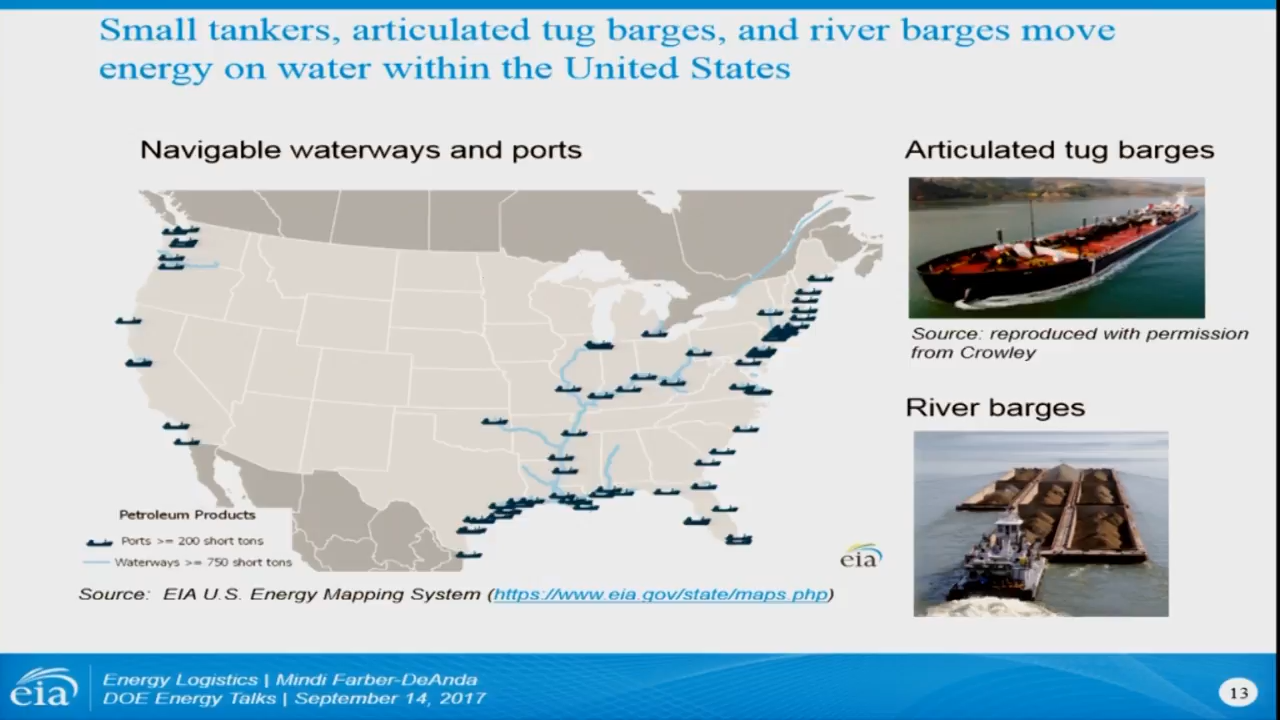 Small tankers, articulated tug barges, and river barges move
energy on water within the United States
Navigable waterways and ports
Petroleum Products
Ports >= 200 short tons
Waterways >= 750 short tons
eia
Source: EIA U.S. Energy Mapping System (https://www.eia.gov/state/maps.php)
Articulated tug barges
Source: reproduced with permission
from Crowley
River barges
eia
Energy Logistics | Mindi Farber-DeAnda
DOE Energy Talks | September 14, 2017
13